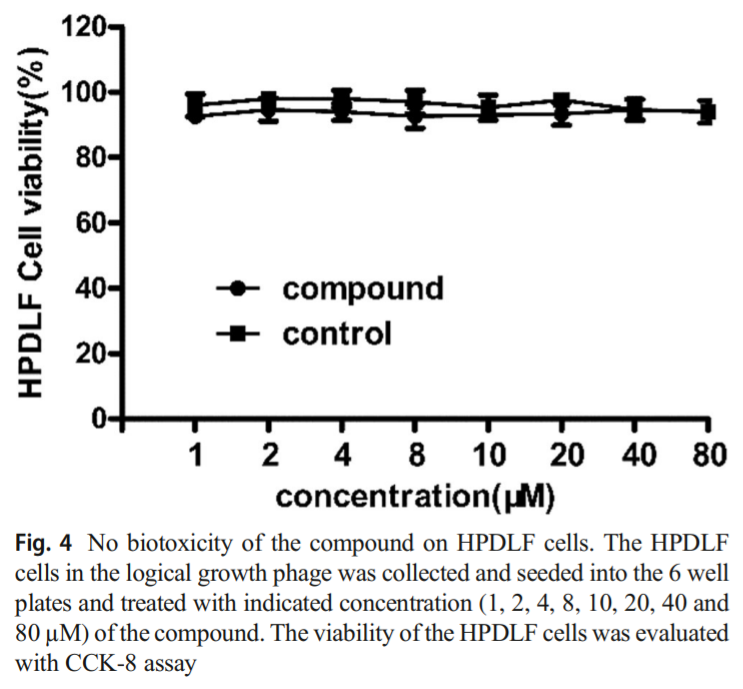 120
100
80
60
40
20
0
HPDLF Cell viability(%)
compound
control
1 2 4 8 10 20 40 80
concentration(μM)
Fig. 4 No biotoxicity of the compound on HPDLF cells. The HPDLF
cells in the logical growth phage was collected and seeded into the 6 well
plates and treated with indicated concentration (1, 2, 4, 8, 10, 20, 40 and
80 μM) of the compound. The viability of the HPDLF cells was evaluated
with CCK-8 assay